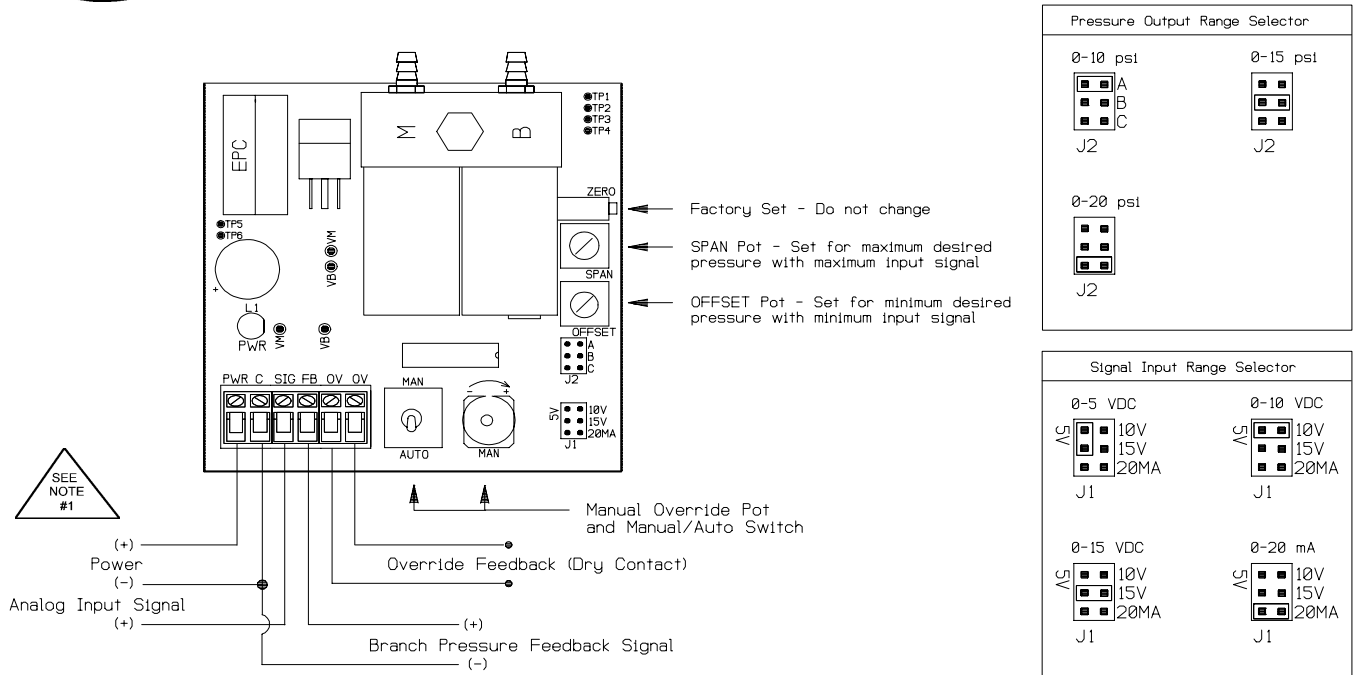 M
B
EPC
TP1
TP2
TP3
TP4
TP5
TP6
VM
VB
+
L1
PWR
VM
VB
ZERO
SPAN
OFFSET
A
B
C
J2
5V
10V
15V
20MA
J1
PWR C SIG FB OV OV
MAN
AUTO
- +
MAN
Factory Set - Do not change
SPAN Pot - Set for maximum desired
pressure with maximum input signal
OFFSET Pot - Set for minimum desired
pressure with minimum input signal
Manual Override Pot
and Manual/Auto Switch
SEE
NOTE
#1
(+)
Power
(-)
Analog Input Signal
(+)
Override Feedback (Dry Contact)
(+)
Branch Pressure Feedback Signal
(-)
Pressure Output Range Selector
0-10 psi
A
B
C
J2
0-15 psi
J2
0-20 psi
J2
Signal Input Range Selector
0-5 VDC
5V
10V
15V
20MA
J1
0-10 VDC
5V
10V
15V
20MA
J1
0-15 VDC
5V
10V
15V
20MA
J1
0-20 mA
5V
10V
15V
20MA
J1